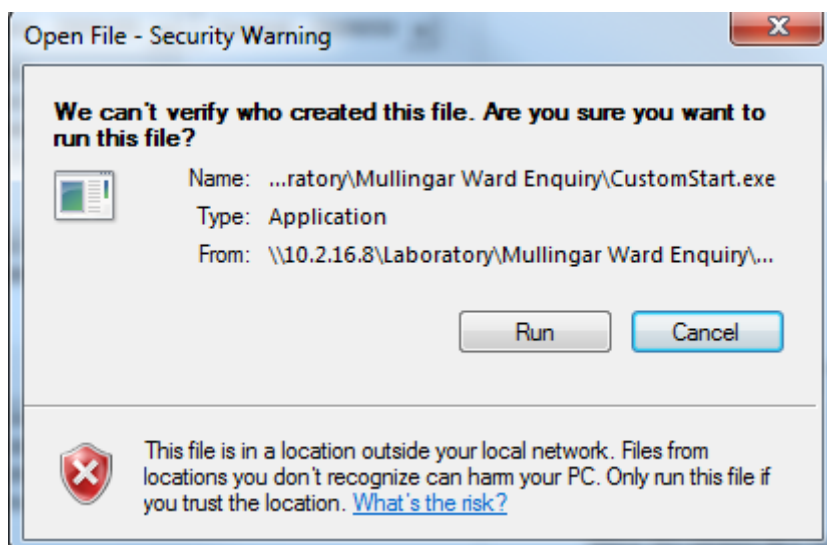 Open File - Security Warning
We can't verify who created this file. Are you sure you want to
run this file?
Name: ...ratory\Mullingar Ward Enquiry\CustomStart.exe
Type: Application
From: \\10.2.16.8\Laboratory\Mullingar Ward Enquiry\...
Run Cancel
This file is in a location outside your local network. Files from
locations you don't recognize can harm your PC. Only run this file if
you trust the location. What's the risk?